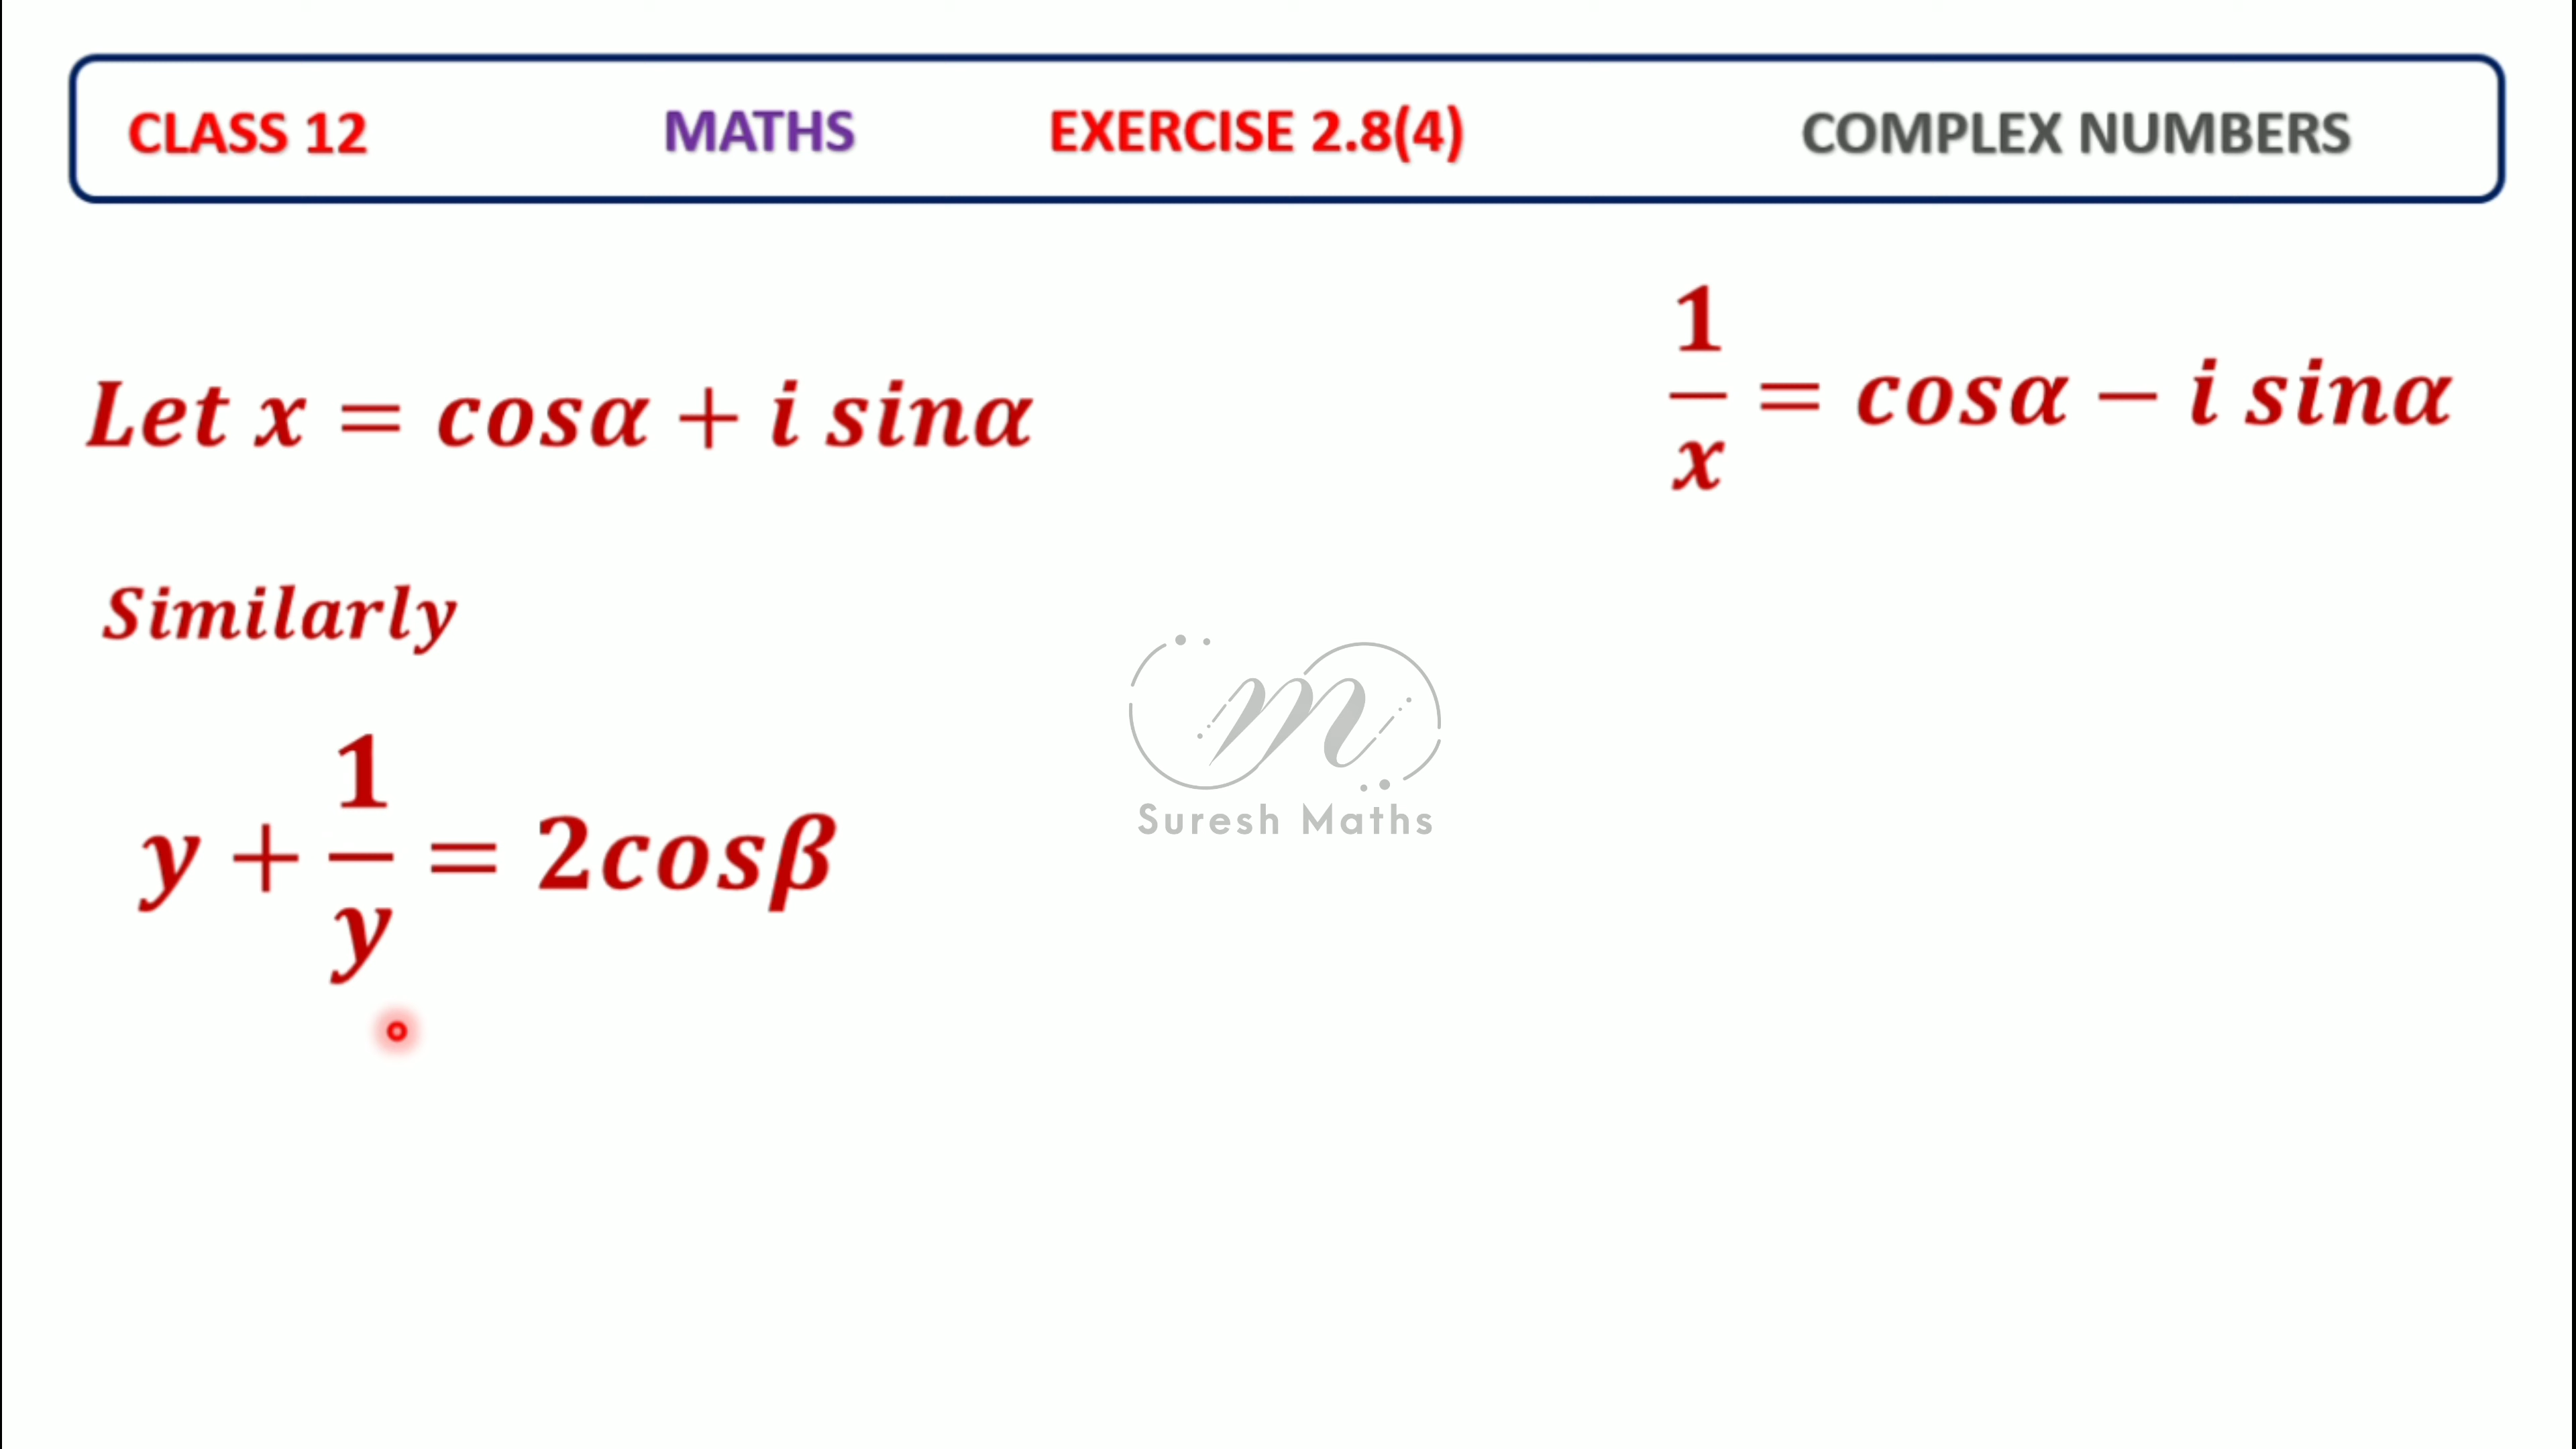 CLASS 12 MATHS EXERCISE 2.8(4) COMPLEX NUMBERS
Let x = cosα + i sinα
1/x = cosα − i sinα
Similarly
y + 1/y = 2cosβ
m
Suresh Maths